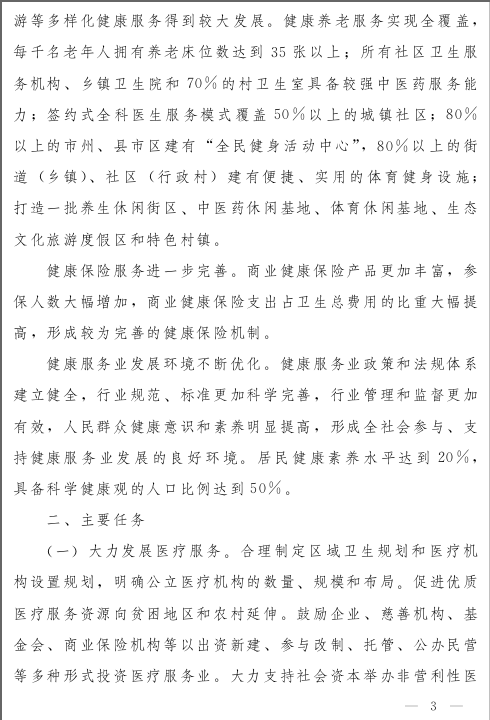 游等多样化健康服务得到较大发展。健康养老服务实现全覆盖，
每千名老年人拥有养老床位数达到 35 张以上；所有社区卫生服
务机构、乡镇卫生院和 70％的村卫生室具备较强中医药服务能
力；签约式全科医生服务模式覆盖 50％以上的城镇社区；80％
以上的市州、县市区建有“全民健身活动中心”，80％以上的街
道（乡镇）、社区（行政村）建有便捷、实用的体育健身设施；
打造一批养生休闲街区、中医药休闲基地、体育休闲基地、生态
文化旅游度假区和特色村镇。
健康保险服务进一步完善。商业健康保险产品更加丰富，参
保人数大幅增加，商业健康保险支出占卫生总费用的比重大幅提
高，形成较为完善的健康保险机制。
健康服务业发展环境不断优化。健康服务业政策和法规体系
建立健全，行业规范、标准更加科学完善，行业管理和监督更加
有效，人民群众健康意识和素养明显提高，形成全社会参与、支
持健康服务业发展的良好环境。居民健康素养水平达到 20％，
具备科学健康观的人口比例达到 50％。
二、主要任务
（一）大力发展医疗服务。合理制定区域卫生规划和医疗机
构设置规划，明确公立医疗机构的数量、规模和布局。促进优质
医疗服务资源向贫困地区和农村延伸。鼓励企业、慈善机构、基
金会、商业保险机构等以出资新建、参与改制、托管、公办民营
等多种形式投资医疗服务业。大力支持社会资本举办非营利性医
— 3 —